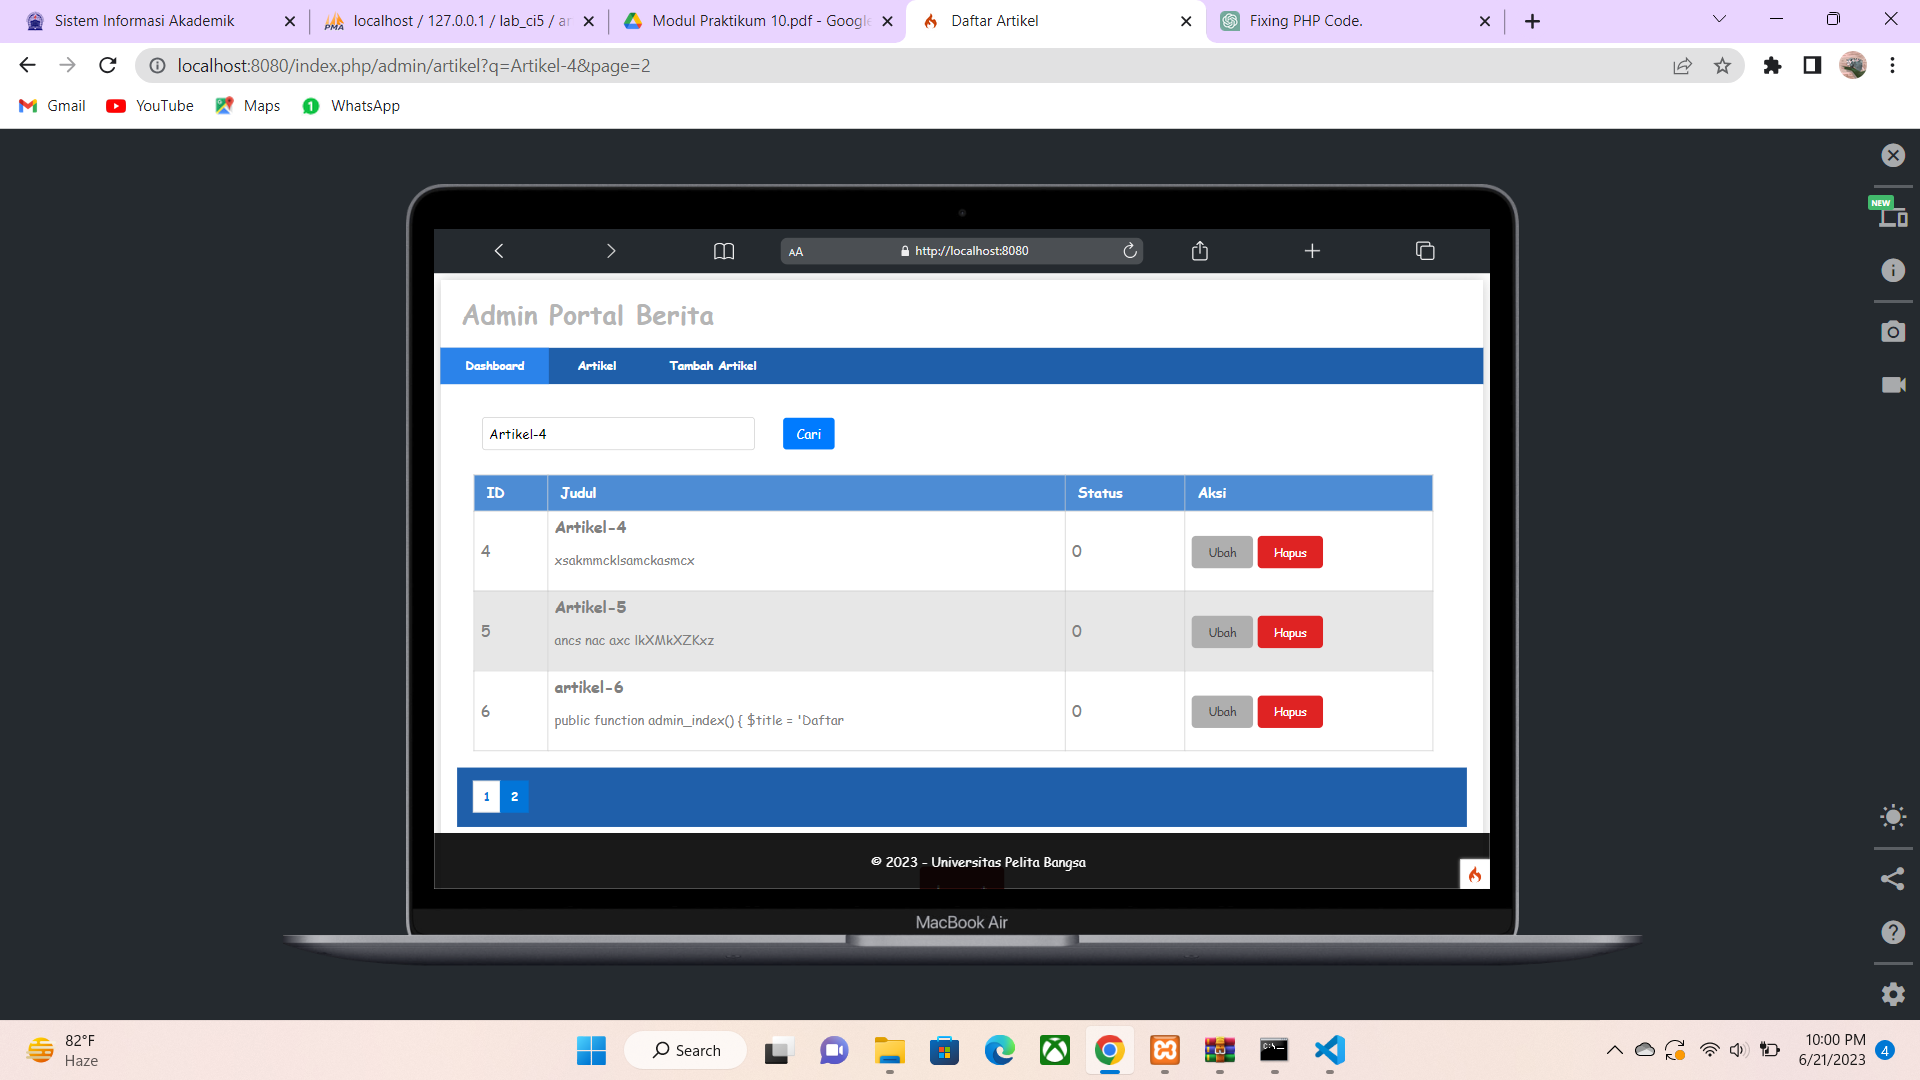 Sistem Informasi Akademik
localhost / 127.0.0.1 / lab_ci5 / ar
Modul Praktikum 10.pdf - Google
Daftar Artikel
Fixing PHP Code.
localhost:8080/index.php/admin/artikel?q=Artikel-4&page=2
Gmail
YouTube
Maps
WhatsApp
NEW
AA
http://localhost:8080
Admin Portal Berita
Dashboard
Artikel
Tambah Artikel
Artikel-4
Cari
ID Judul Status Aksi
Artikel-4
4 0 Ubah Hapus
xsakmmcklsamckasmcx
Artikel-5
5 0 Ubah Hapus
ancs nac axc lkXMkXZKxz
artikel-6
6 0 Ubah Hapus
public function admin_index() { $title = 'Daftar
1 2
© 2023 - Universitas Pelita Bangsa
MacBook Air
82°F
Haze
Search
10:00 PM
6/21/2023
4